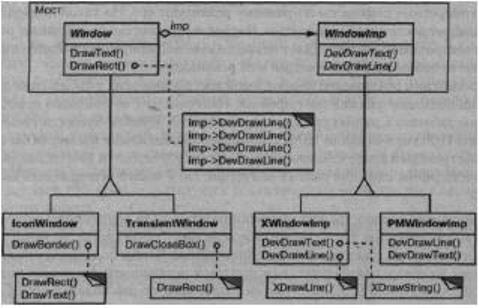 Мост
Window
DrawText()
DrawRect()
imp
WindowImp
DevDrawText()
DevDrawLine()
imp->DevDrawLine()
imp->DevDrawLine()
imp->DevDrawLine()
imp->DevDrawLine()
IconWindow
DrawBorder()
TransientWindow
DrawCloseBox()
XWindowImp
DevDrawText()
DevDrawLine()
PMWindowImp
DevDrawLine()
DevDrawText()
DrawRect()
DrawText()
DrawRect()
XDrawLine()
XDrawString()